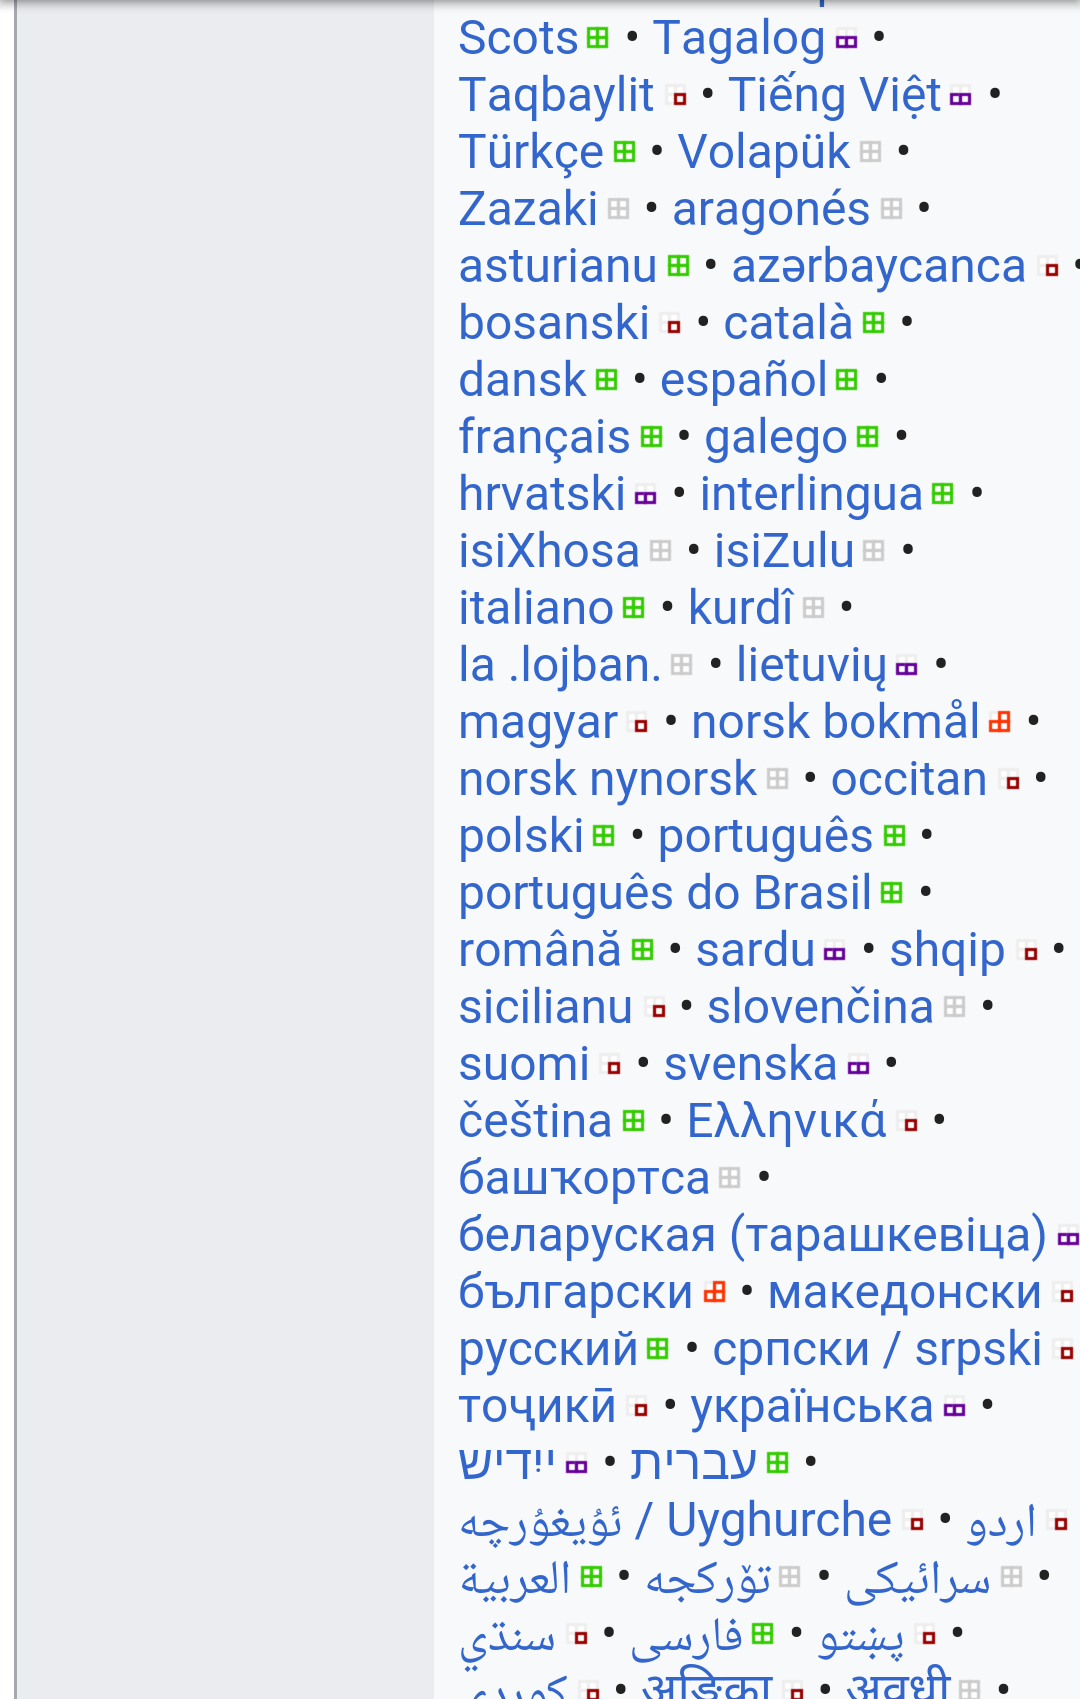 Scots • Tagalog •
Taqbaylit • Tiếng Việt •
Türkçe • Volapük •
Zazaki • aragonés •
asturianu • azərbaycanca •
bosanski • català •
dansk • español •
français • galego •
hrvatski • interlingua •
isiXhosa • isiZulu •
italiano • kurdî •
la .lojban. • lietuvių •
magyar • norsk bokmål •
norsk nynorsk • occitan •
polski • português •
português do Brasil •
română • sardu • shqip •
sicilianu • slovenčina •
suomi • svenska •
čeština • Ελληνικά •
башҡортса •
беларуская (тарашкевіца)
български • македонски
русский • српски / srpski
тоҷикӣ • українська •
ייִדיש • עברית •
ئۇيغۇرچە / Uyghurche • اردو
العربية • تۆرکجه • سرائیکی •
سنڌي • فارسی • پښتو •
کوردی • अङिका • अवधी •